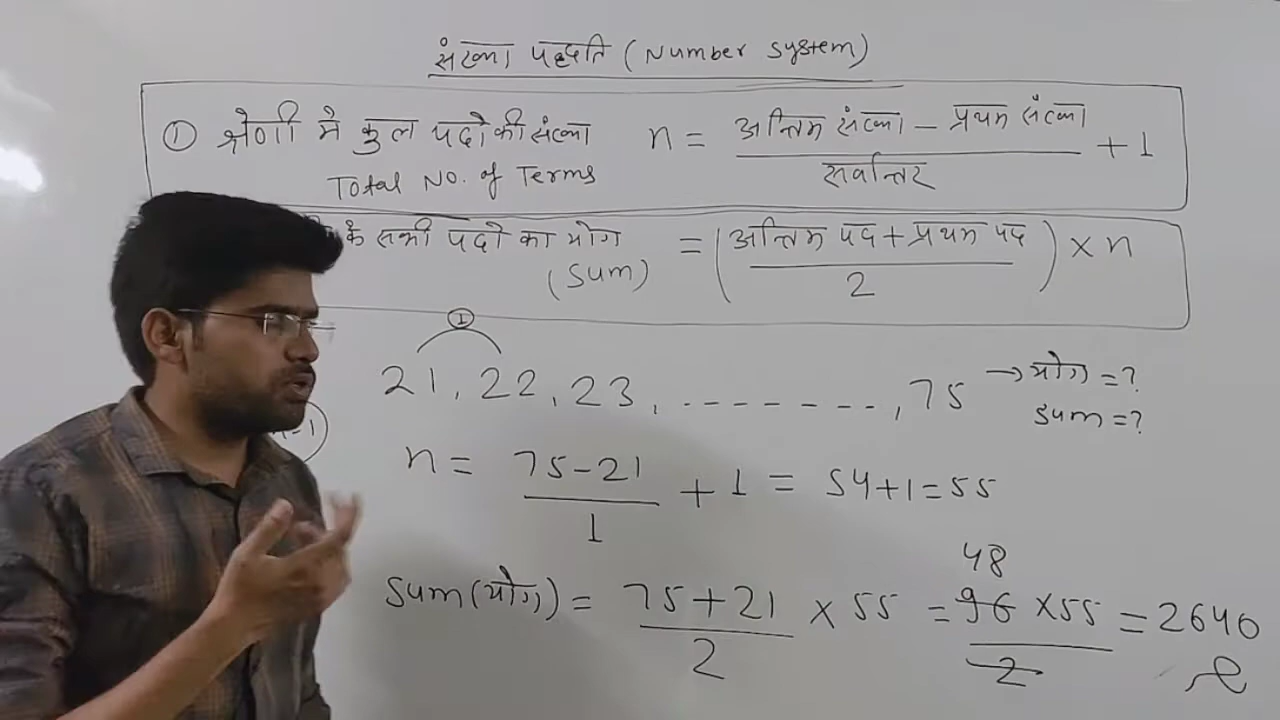 संख्या पद्धति (Number System)
① श्रेणी में कुल पदों की संख्या n = अन्तिम संख्या - प्रथम संख्या / सर्वान्तर + 1
Total No. of Terms
के सभी पदों का योग = (अन्तिम पद + प्रथम पद / 2) × n
(Sum)
①
21, 22, 23, --------, 75 → योग = ?
Sum = ?
n = 75-21 / 1 + 1 = 54+1=55
48
Sum(योग) = 75+21 / 2 × 55 = 96 ×55 / 2 = 2640